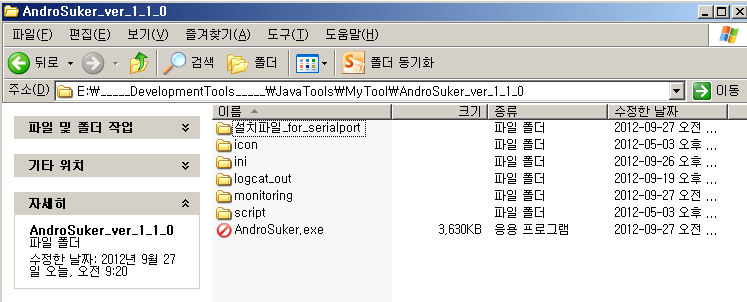 AndroSuker_ver_1_1_0
파일(F) 편집(E) 보기(V) 즐겨찾기(A) 도구(T) 도움말(H)
뒤로 검색 폴더 폴더 동기화
주소(D) E:₩_____DevelopmentTools_____₩JavaTools₩MyTool₩AndroSuker_ver_1_1_0 이동
파일 및 폴더 작업
기타 위치
자세히
AndroSuker_ver_1_1_0
파일 폴더
수정한 날짜: 2012년 9월 27
일 오늘, 오전 9:20
이름 크기 종류 수정한 날짜
설치파일_for_serialport 파일 폴더 2012-09-27 오전 ...
icon 파일 폴더 2012-05-03 오후 ...
ini 파일 폴더 2012-09-26 오후 ...
logcat_out 파일 폴더 2012-09-19 오후 ...
monitoring 파일 폴더 2012-09-27 오전 ...
script 파일 폴더 2012-05-03 오후 ...
AndroSuker.exe 3,630KB 응용 프로그램 2012-09-27 오전 ...